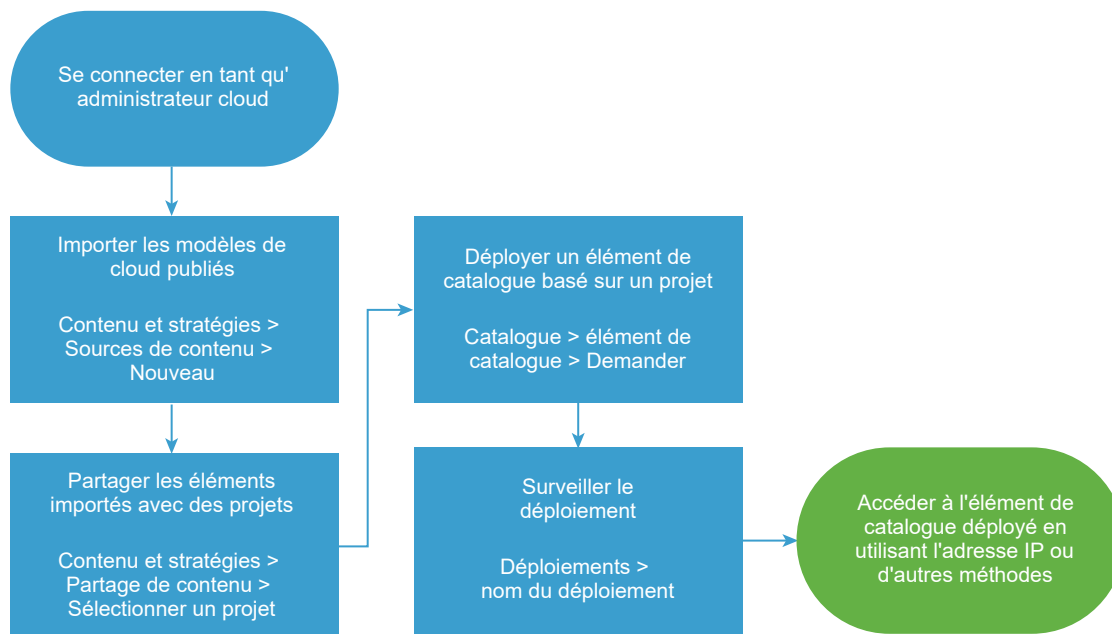 Se connecter en tant qu'
administrateur cloud
Importer les modèles de
cloud publiés
Contenu et stratégies >
Sources de contenu >
Nouveau
Partager les éléments
importés avec des projets
Contenu et stratégies >
Partage de contenu >
Sélectionner un projet
Déployer un élément de
catalogue basé sur un projet
Catalogue > élément de
catalogue > Demander
Surveiller le
déploiement
Déploiements >
nom du déploiement
Accéder à l'élément de
catalogue déployé en
utilisant l'adresse IP ou
d'autres méthodes